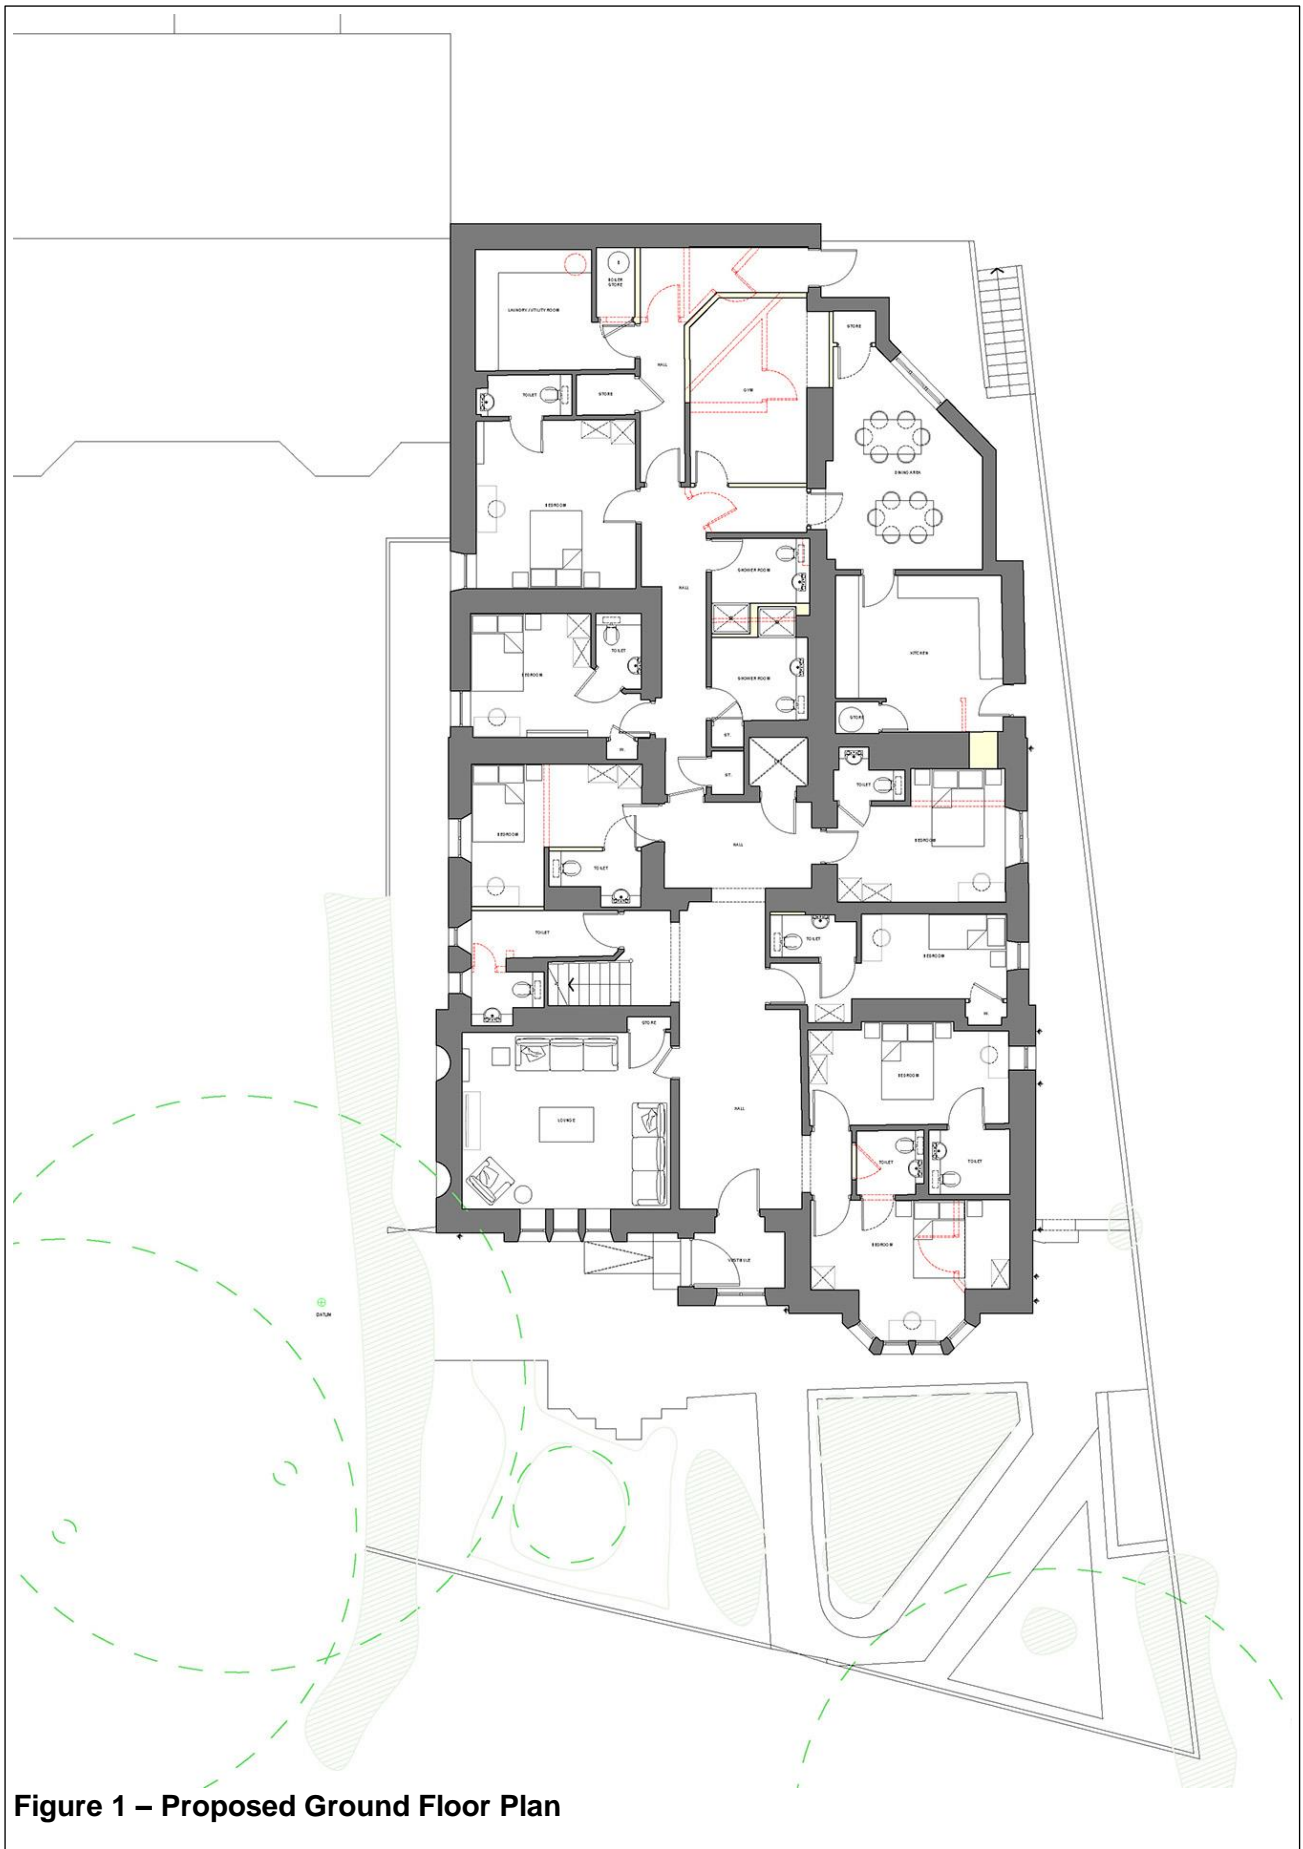 BOILER
STORE
LAUNDRY / UTILITY ROOM
STORE
HALL
TOILET
STORE
GYM
DINING AREA
BEDROOM
SHOWER ROOM
HALL
TOILET
KITCHEN
BEDROOM
SHOWER ROOM
STORE
ST.
W.
ST.
TOILET
BEDROOM
BEDROOM
HALL
TOILET
TOILET
TOILET
BEDROOM
W.
STORE
BEDROOM
HALL
LOUNGE
TOILET
TOILET
BEDROOM
VESTIBULE
DATUM
Figure 1 – Proposed Ground Floor Plan